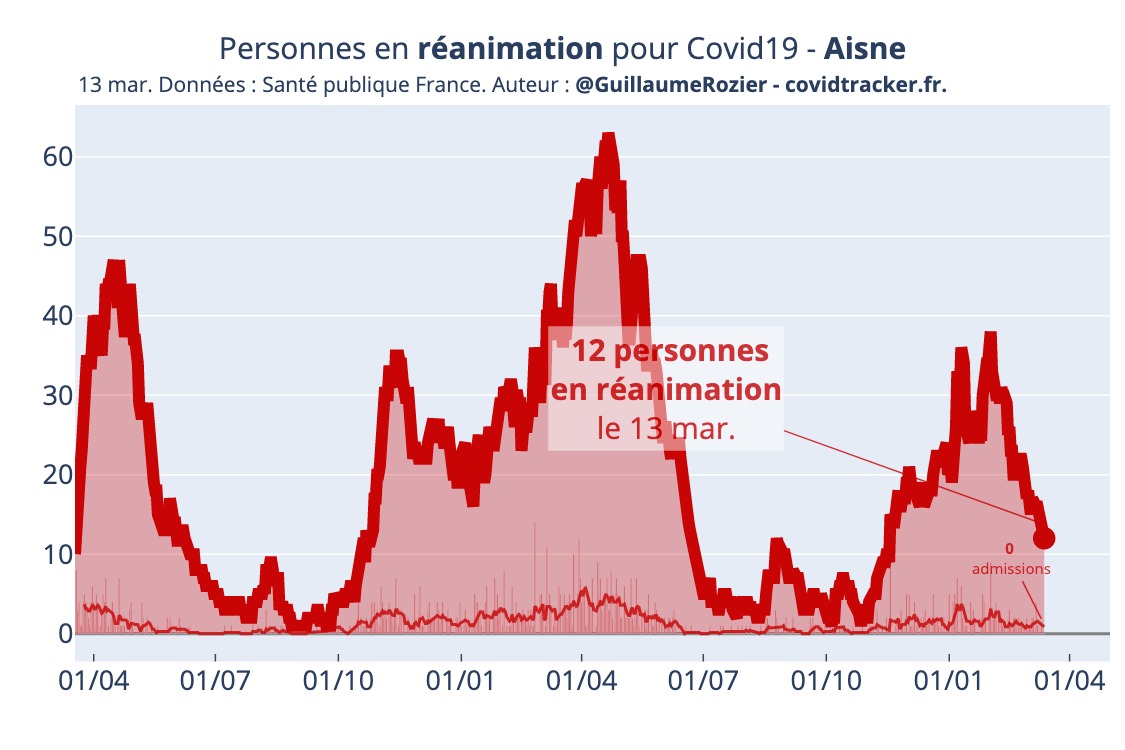 Personnes en réanimation pour Covid19 - Aisne
13 mar. Données : Santé publique France. Auteur : @GuillaumeRozier - covidtracker.fr.
60
50
40
30
20
10
0
12 personnes
en réanimation
le 13 mar.
0
admissions
01/04 01/07 01/10 01/01 01/04 01/07 01/10 01/01 01/04